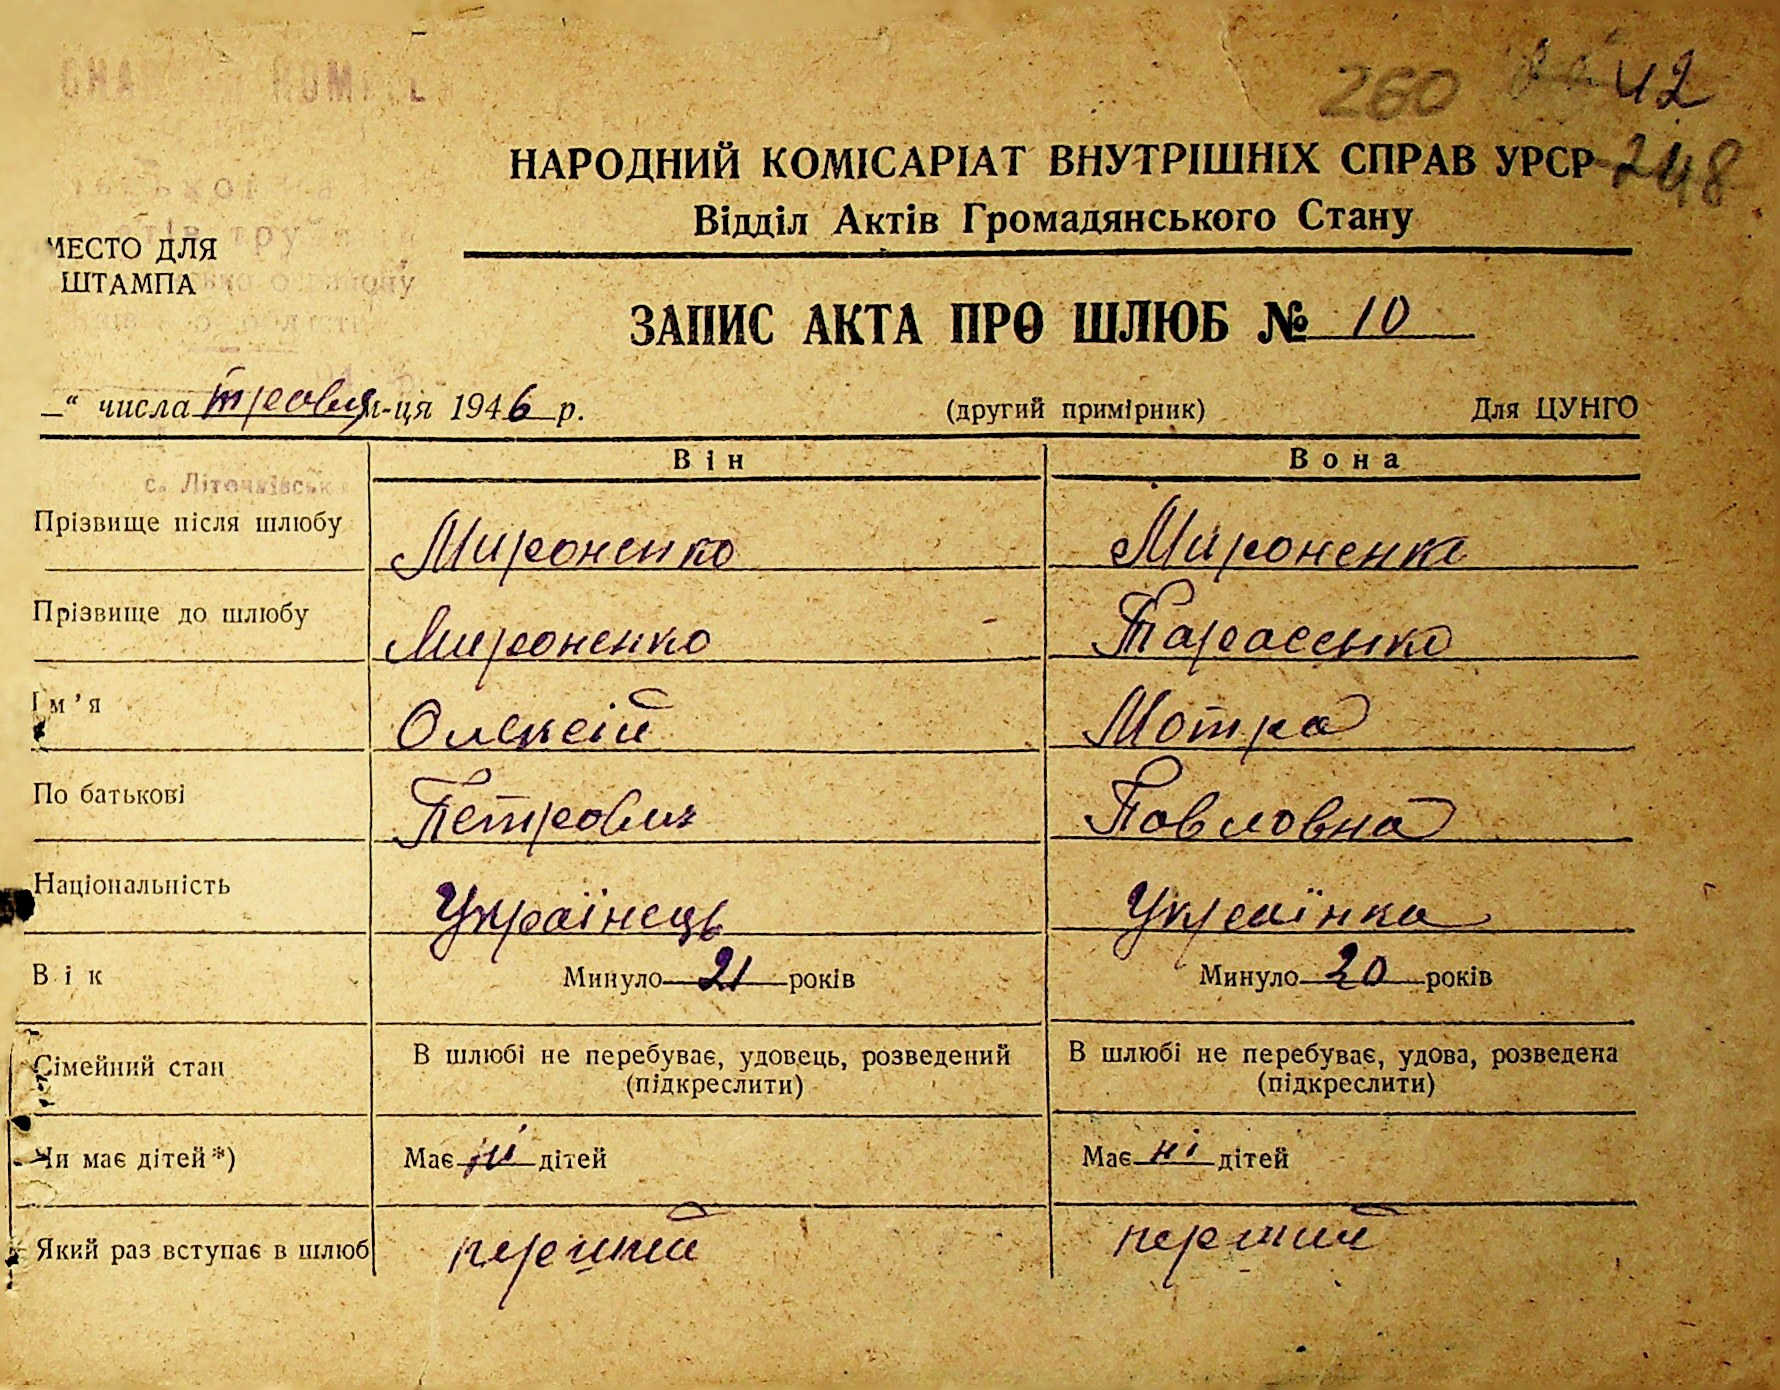 260 42
НАРОДНИЙ КОМІСАРІАТ ВНУТРІШНІХ СПРАВ УРСР 248
Відділ Актів Громадянського Стану
МЕСТО ДЛЯ
ШТАМПА
ЗАПИС АКТА ПРО ШЛЮБ № 10
" числа травня м-ця 1946 р. (другий примірник) Для ЦУНГО
Він Вона
с. Літочківськ
Прізвище після шлюбу Мироненко Мироненко
Прізвище до шлюбу Мироненко Тарасенко
Ім'я Олексій Мотра
По батькові Петрович Павловна
Національність Українець Українка
Вік Минуло 21 років Минуло 20 років
Сімейний стан В шлюбі не перебуває, удовець, розведений В шлюбі не перебуває, удова, розведена
(підкреслити) (підкреслити)
Чи має дітей*) Має ні дітей Має ні дітей
Який раз вступає в шлюб перший перший